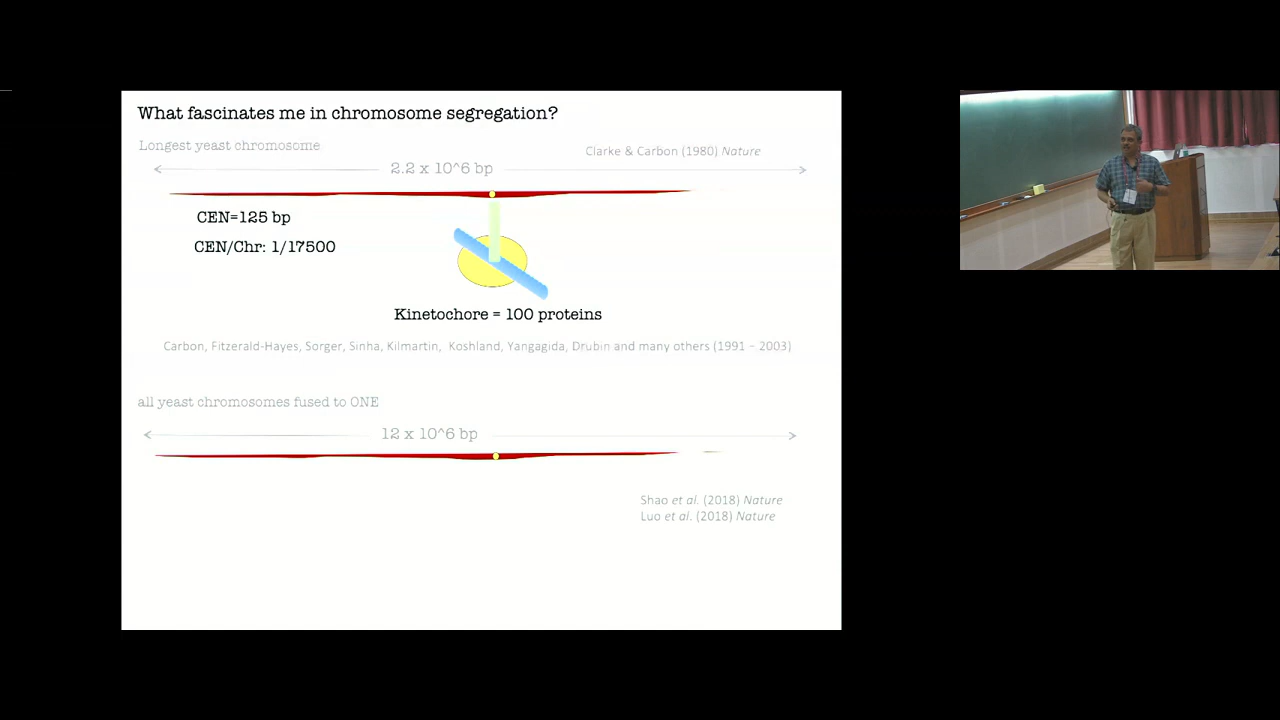 What fascinates me in chromosome segregation?
Longest yeast chromosome
Clarke & Carbon (1980) Nature
2.2 x 10^6 bp
CEN=125 bp
CEN/Chr: 1/17500
Kinetochore = 100 proteins
Carbon, Fitzerald-Hayes, Sorger, Sinha, Kilmartin, Koshland, Yangagida, Drubin and many others (1991 – 2003)
all yeast chromosomes fused to ONE
12 x 10^6 bp
Shao et al. (2018) Nature
Luo et al. (2018) Nature